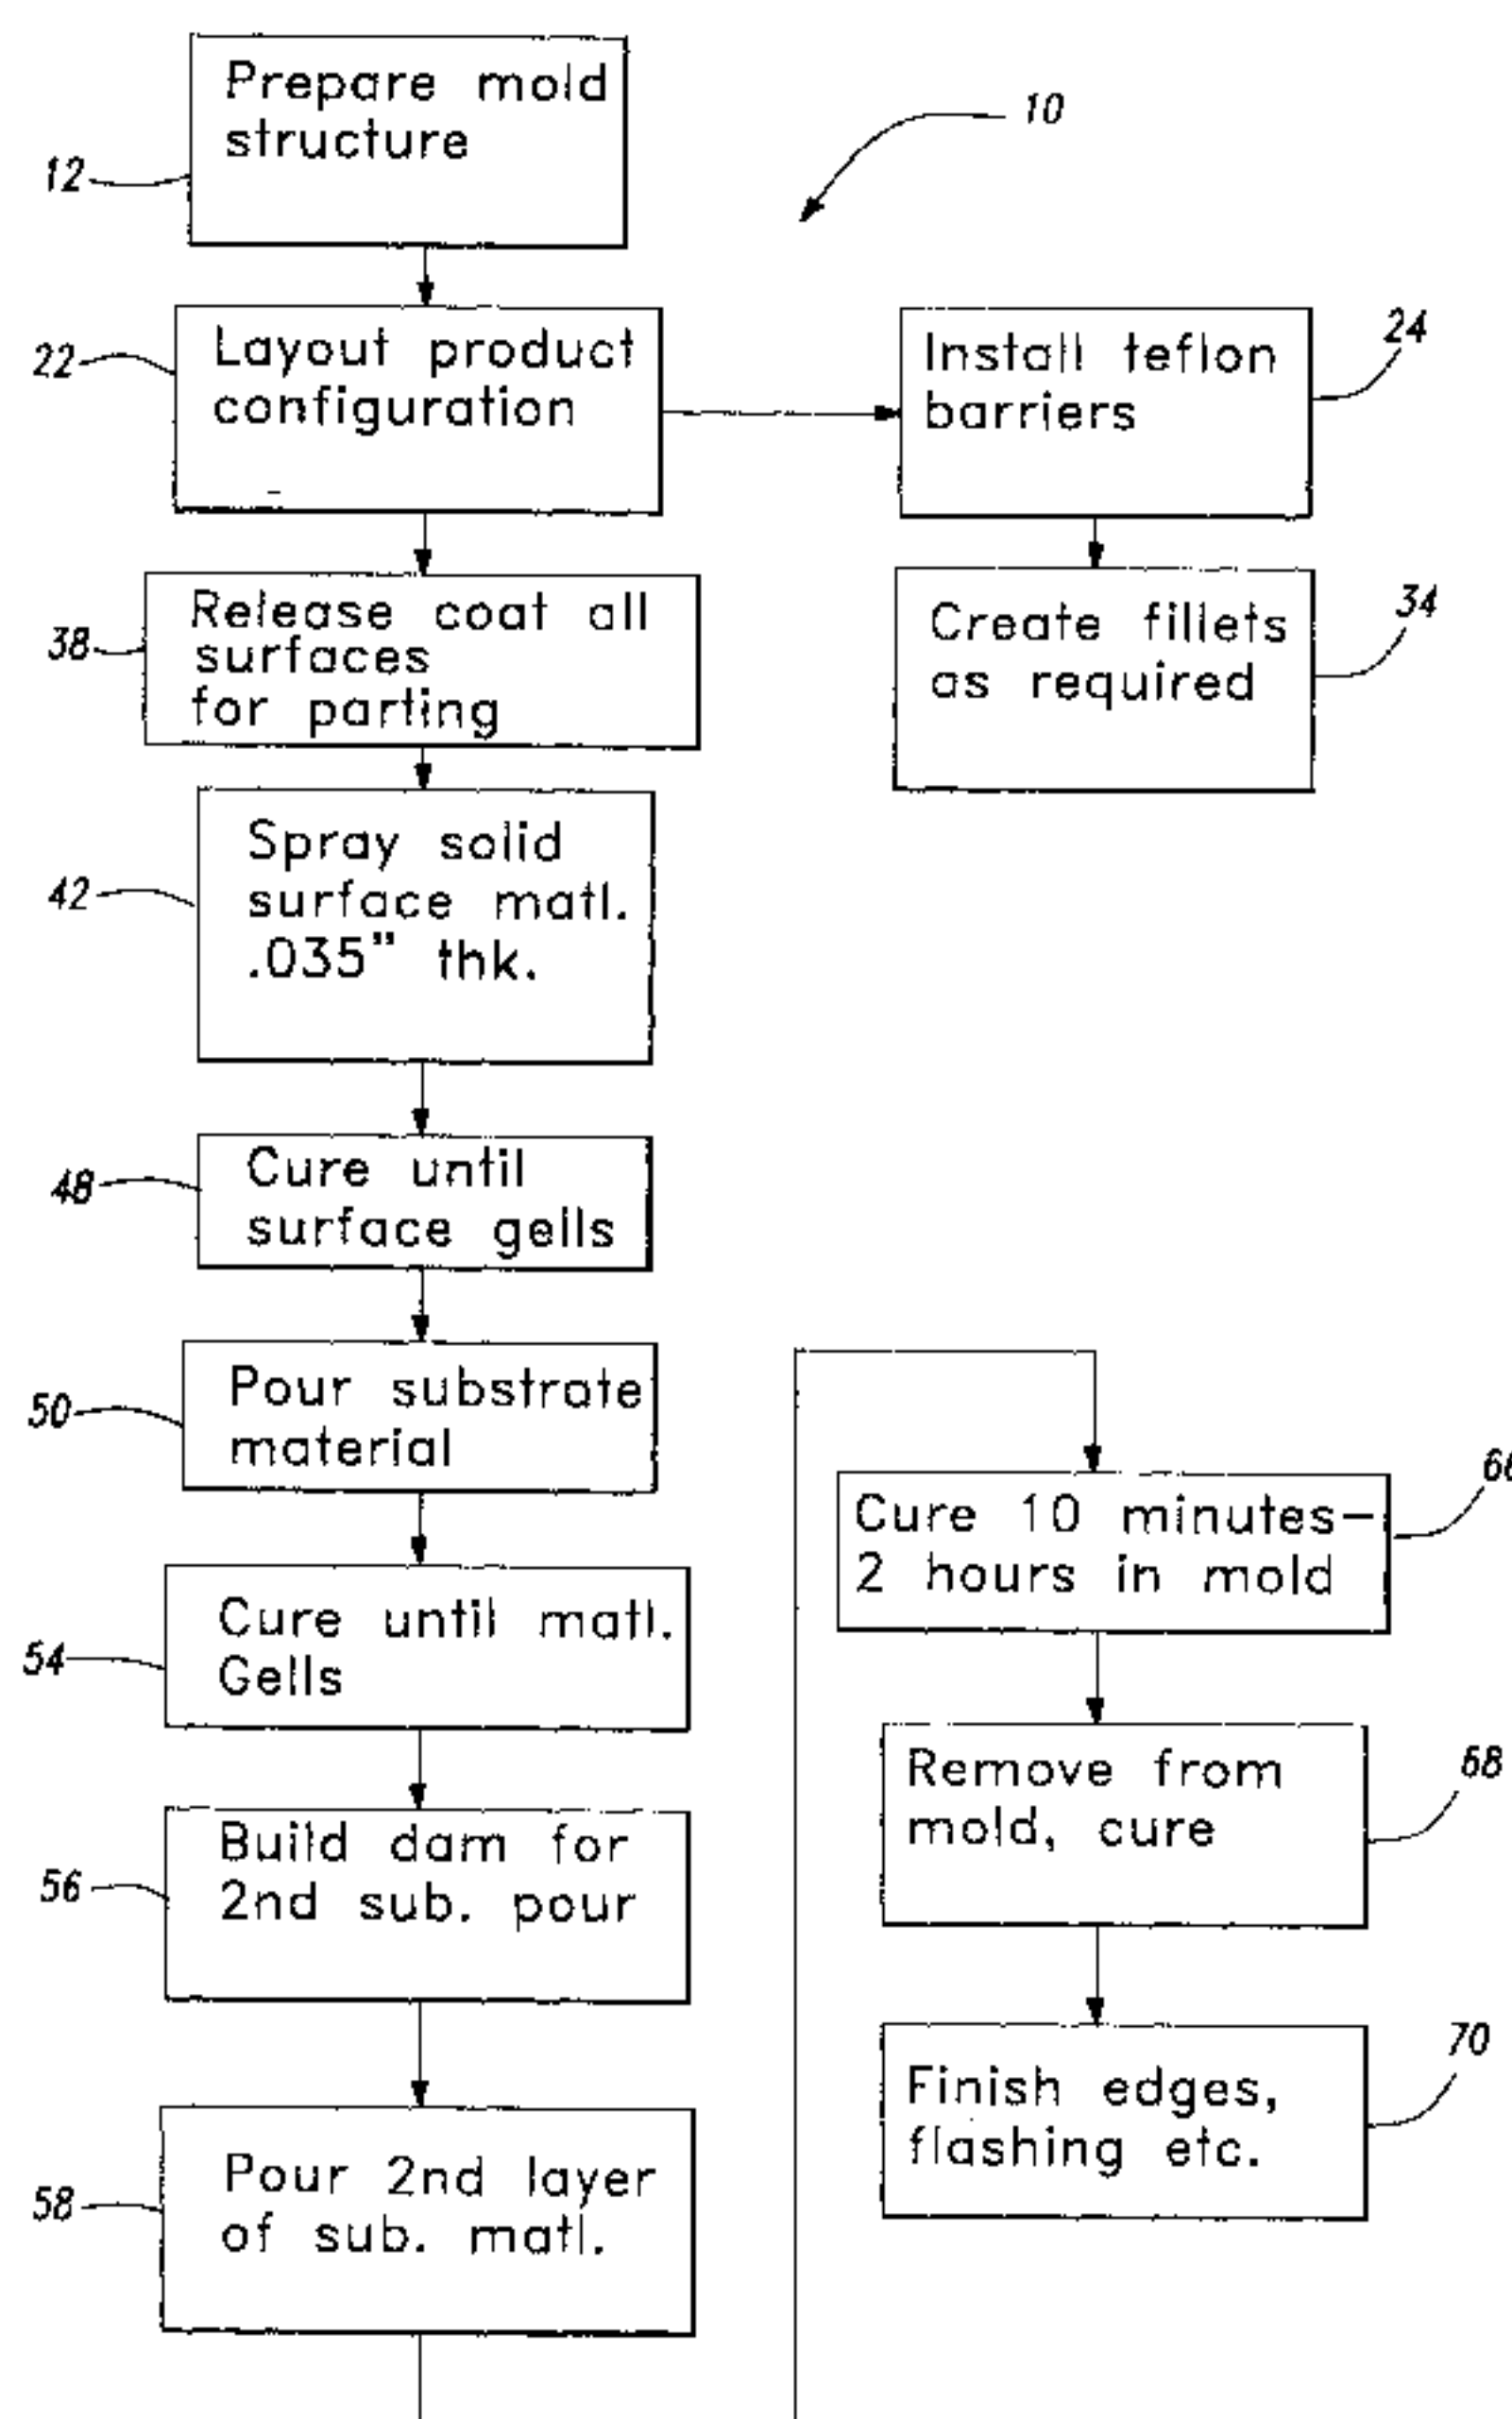 Prepare mold
structure
12
10
Layout product
configuration
22
Install teflon
barriers
24
Release coat all
surfaces
for parting
38
Create fillets
as required
34
Spray solid
surface matl.
.035" thk.
42
Cure until
surface gells
48
Pour substrate
material
50
Cure until matl.
Gells
54
Build dam for
2nd sub. pour
56
Pour 2nd layer
of sub. matl.
58
Cure 10 minutes-
2 hours in mold
Remove from
mold, cure
68
Finish edges,
flashing etc.
70